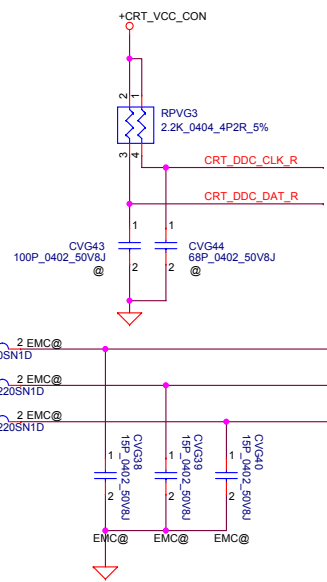 +CRT_VCC_CON
2 1
RPVG3
2.2K_0404_4P2R_5%
3 4
CRT_DDC_CLK_R
CRT_DDC_DAT_R
1 1
CVG43
100P_0402_50V8J
@
2
CVG44
68P_0402_50V8J
@
2
2 EMC@
0SN1D
2 EMC@
220SN1D
2 EMC@
220SN1D
1
2
CVG38
15P_0402_50V8J
EMC@
1
2
CVG39
15P_0402_50V8J
EMC@
1
2
CVG40
15P_0402_50V8J
EMC@